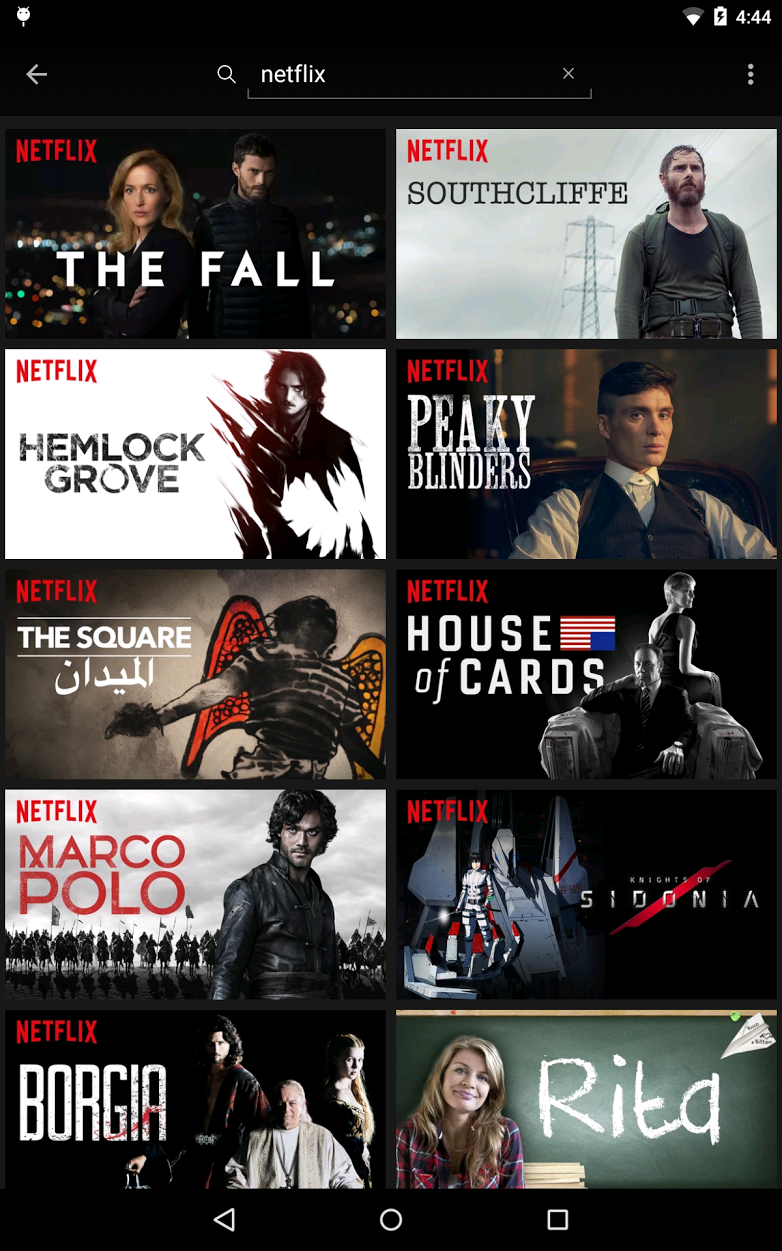 4:44
netflix
NETFLIX
THE FALL
NETFLIX
SOUTHCLIFFE
NETFLIX
HEMLOCK
GROVE
NETFLIX
PEAKY
BLINDERS
NETFLIX
THE SQUARE
الميدان
NETFLIX
HOUSE
of CARDS
NETFLIX
MARCO
POLO
NETFLIX
KNIGHTS OF
SIDONIA
NETFLIX
BORGIA
Rita